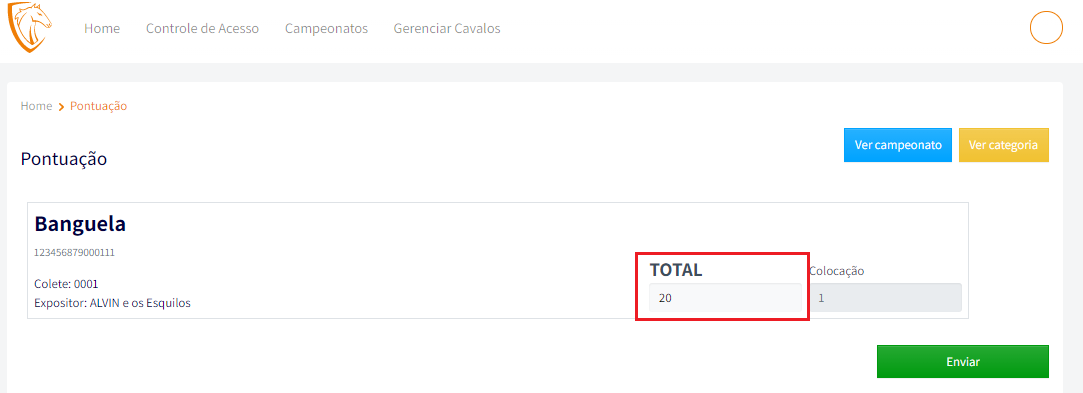 Home Controle de Acesso Campeonatos Gerenciar Cavalos
Home > Pontuação
Ver campeonato Ver categoria
Pontuação
Banguela
123456879000111
TOTAL Colocação
Colete: 0001
20 1
Expositor: ALVIN e os Esquilos
Enviar